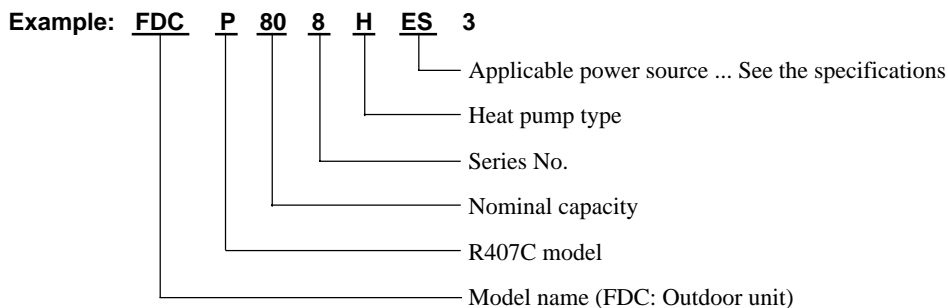 Example: FDC P 80 8 H ES 3
Applicable power source ... See the specifications
Heat pump type
Series No.
Nominal capacity
R407C model
Model name (FDC: Outdoor unit)